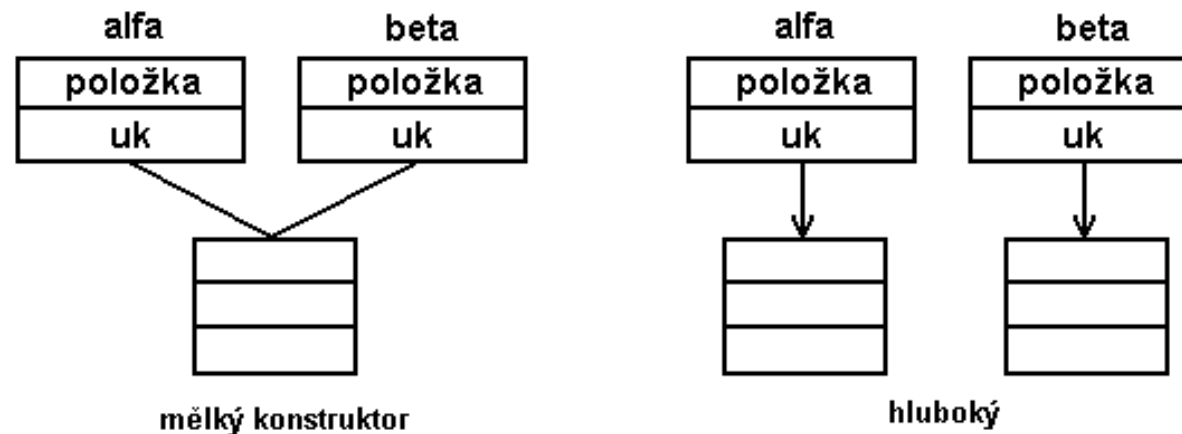 alfa beta alfa beta
položka položka položka položka
uk uk uk uk
mělký konstruktor hluboký